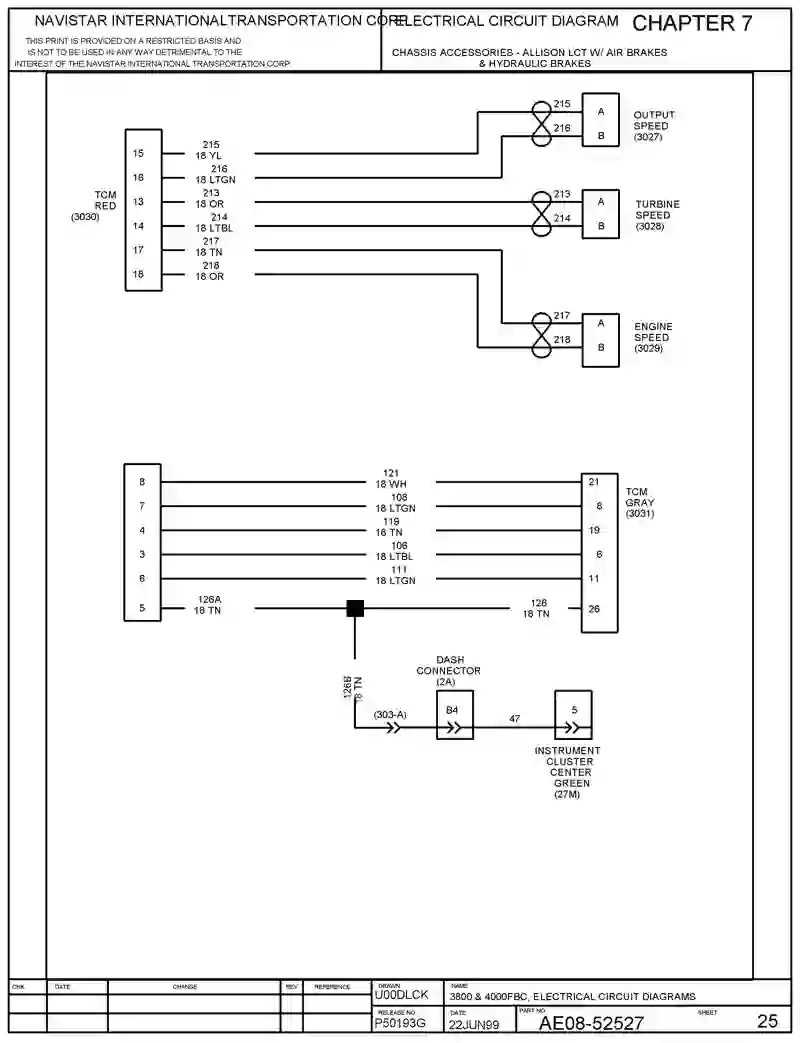 NAVISTAR INTERNATIONALTRANSPORTATION CORP.
ELECTRICAL CIRCUIT DIAGRAM
CHAPTER 7
THIS PRINT IS PROVIDED ON A RESTRICTED BASIS AND
IS NOT TO BE USED IN ANY WAY DETRIMENTAL TO THE
INTEREST OF THE NAVISTAR INTERNATIONAL TRANSPORTATION CORP
CHASSIS ACCESSORIES - ALLISON LCT W/ AIR BRAKES
& HYDRAULIC BRAKES
TCM
RED
(3030)
15
215
18 YL
16
216
18 LTGN
13
213
18 OR
14
214
18 LTBL
17
217
18 TN
18
218
18 OR
215
A
216
B
OUTPUT
SPEED
(3027)
213
A
214
B
TURBINE
SPEED
(3028)
217
A
218
B
ENGINE
SPEED
(3029)
8
121
18 WH
21
7
108
18 LTGN
8
4
119
18 TN
19
3
106
18 LTBL
6
6
111
18 LTGN
11
5
126A
18 TN
126
18 TN
26
TCM
GRAY
(3031)
126B
18 TN
(303-A)
DASH
CONNECTOR
(2A)
B4
47
5
INSTRUMENT
CLUSTER
CENTER
GREEN
(27M)
CHK
DATE
CHANGE
REV
REFERENCE
DRAWN
U00DLCK
NAME
3800 & 4000FBC, ELECTRICAL CIRCUIT DIAGRAMS
RELEASE NO
P50193G
DATE
22JUN99
PART NO
AE08-52527
SHEET
25